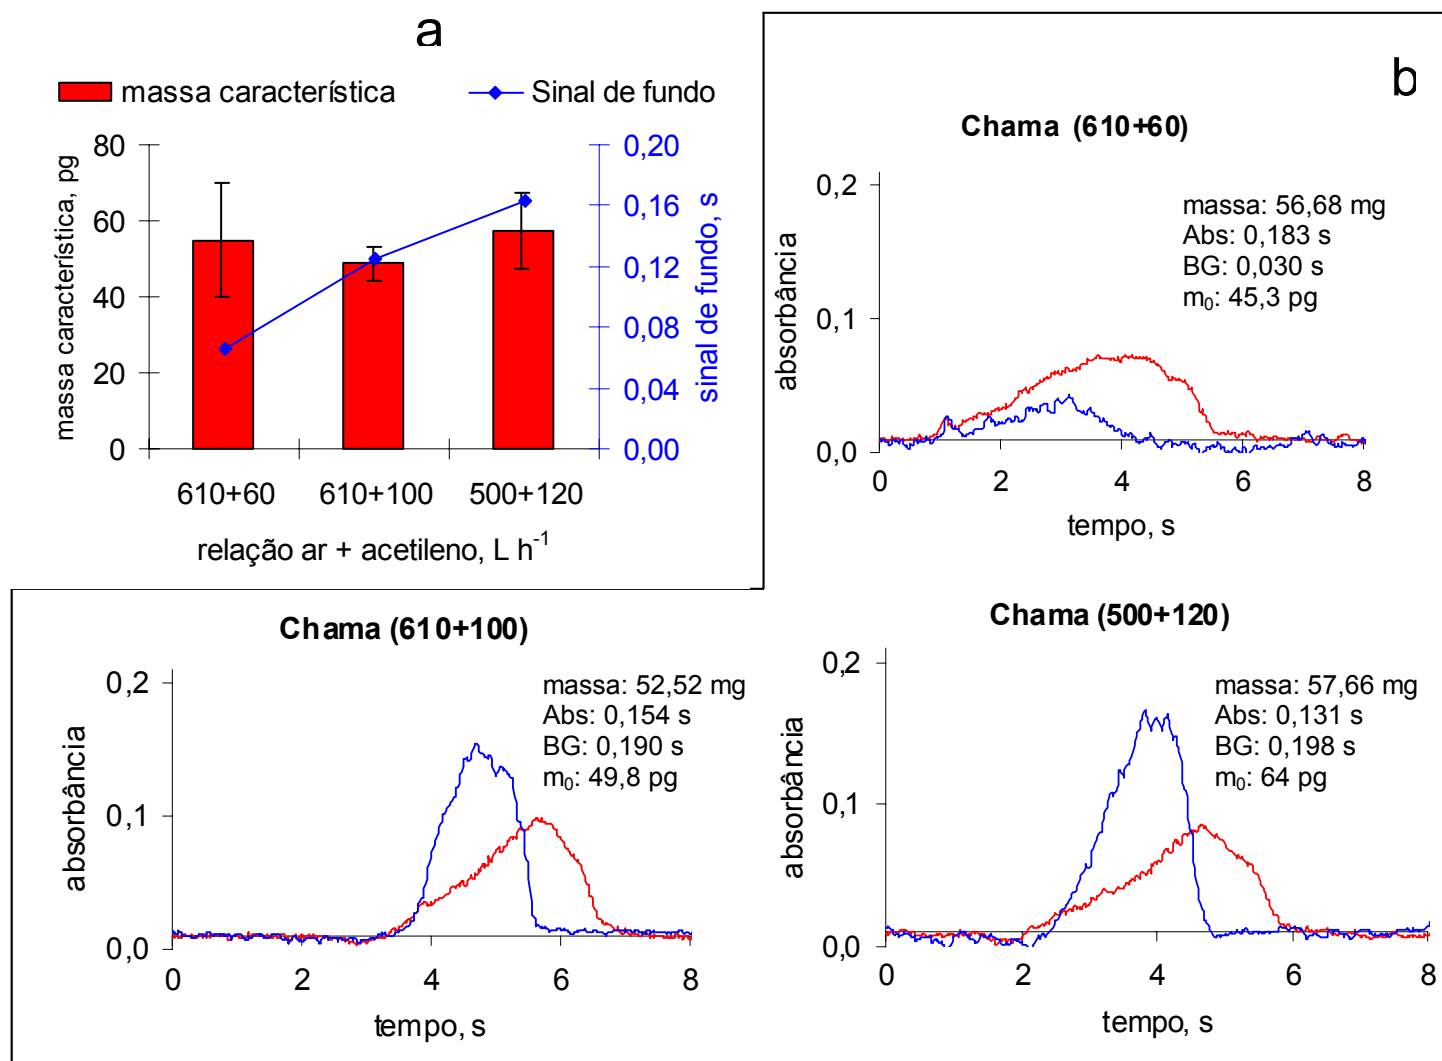 a
massa característica
Sinal de fundo
massa característica, pg
80
60
40
20
0
0,20
0,16
0,12
0,08
0,04
0,00
sinal de fundo, s
610+60 610+100 500+120
relação ar + acetileno, L h⁻¹
b
Chama (610+60)
absorbância
0,2
0,1
0,0
massa: 56,68 mg
Abs: 0,183 s
BG: 0,030 s
m₀: 45,3 pg
0 2 4 6 8
tempo, s
Chama (610+100)
absorbância
0,2
0,1
0,0
massa: 52,52 mg
Abs: 0,154 s
BG: 0,190 s
m₀: 49,8 pg
0 2 4 6 8
tempo, s
Chama (500+120)
absorbância
0,2
0,1
0,0
massa: 57,66 mg
Abs: 0,131 s
BG: 0,198 s
m₀: 64 pg
0 2 4 6 8
tempo, s